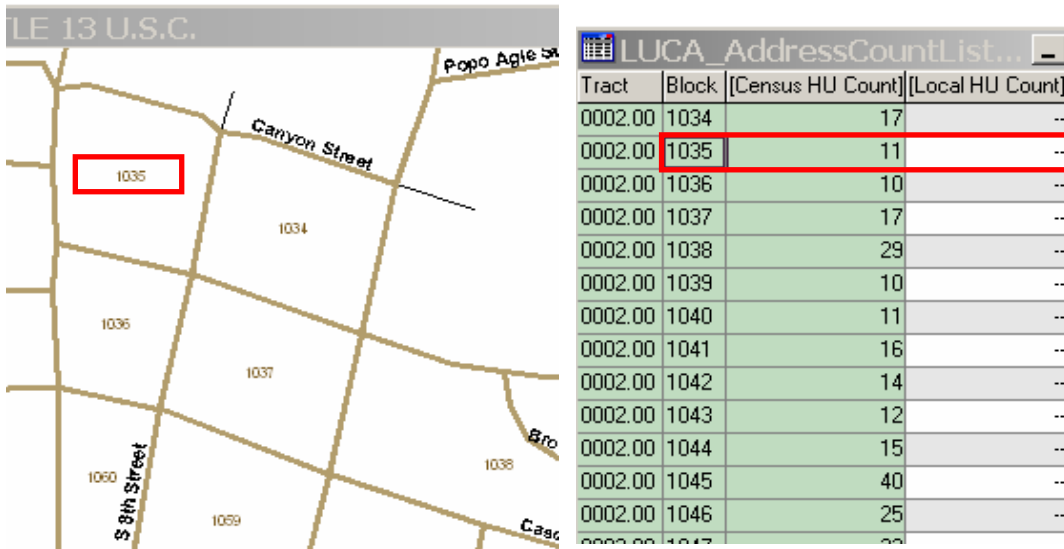 TLE 13 U.S.C.
Popo Agie St
Canyon Street
1035
1034
1036
1037
1038
Bro
1060
S 8th Street
1059
Casc
LUCA_AddressCountList...
Tract Block [Census HU Count] [Local HU Count]
0002.00 1034 17 --
0002.00 1035 11 --
0002.00 1036 10 --
0002.00 1037 17 --
0002.00 1038 29 --
0002.00 1039 10 --
0002.00 1040 11 --
0002.00 1041 16 --
0002.00 1042 14 --
0002.00 1043 12 --
0002.00 1044 15 --
0002.00 1045 40 --
0002.00 1046 25 --